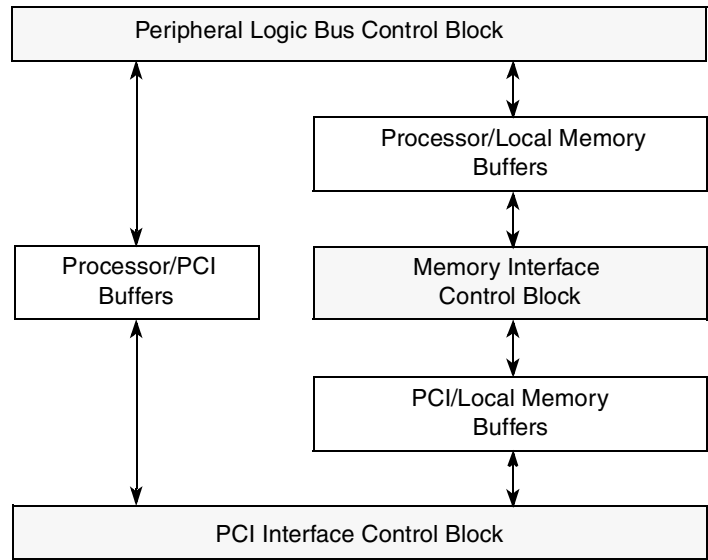 Peripheral Logic Bus Control Block
Processor/Local Memory
Buffers
Processor/PCI
Buffers
Memory Interface
Control Block
PCI/Local Memory
Buffers
PCI Interface Control Block